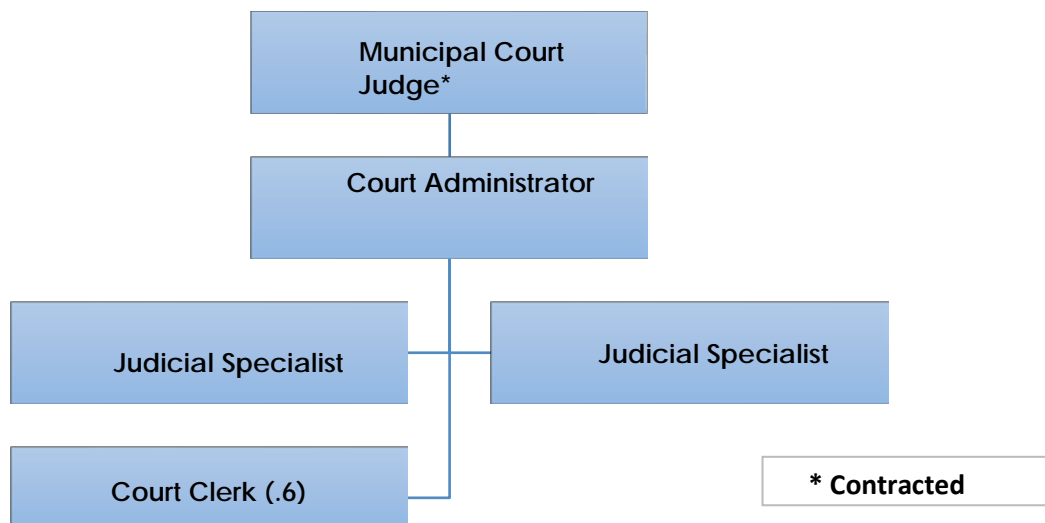 Municipal Court
Judge*
Court Administrator
Judicial Specialist
Judicial Specialist
Court Clerk (.6)
* Contracted